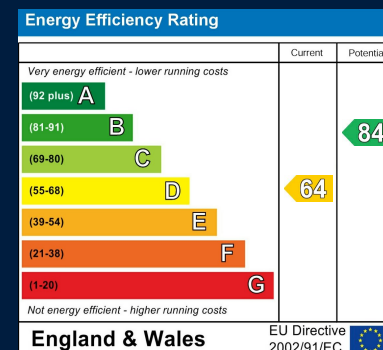 Energy Efficiency Rating
Current Potentia
Very energy efficient - lower running costs
(92 plus) A
(81-91) B
84
(69-80) C
(55-68) D
64
(39-54) E
(21-38) F
(1-20) G
Not energy efficient - higher running costs
England & Wales
EU Directive
2002/91/EC